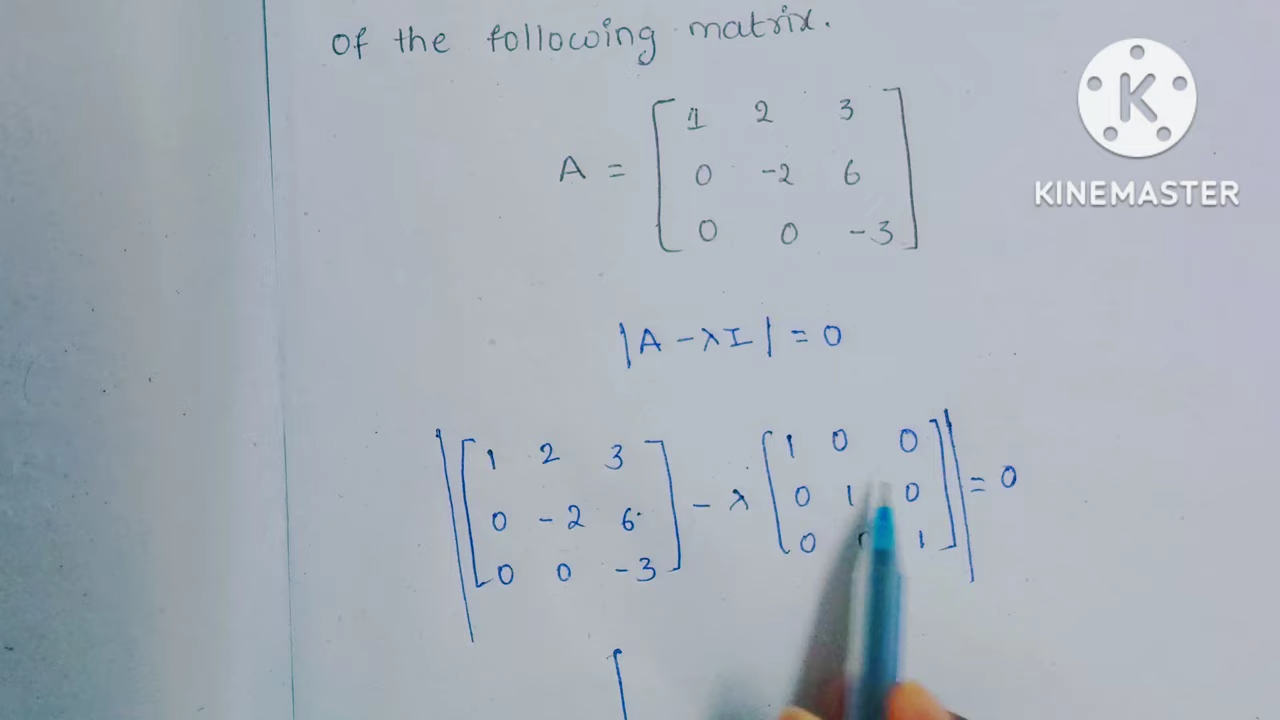 of the following matrix.
K
KINEMASTER
A = [ 1 2 3
0 -2 6
0 0 -3 ]
|A - λI| = 0
|[ 1 2 3 ] - λ [ 1 0 0 ]| = 0
0 -2 6 0 1 0
0 0 -3 0 1